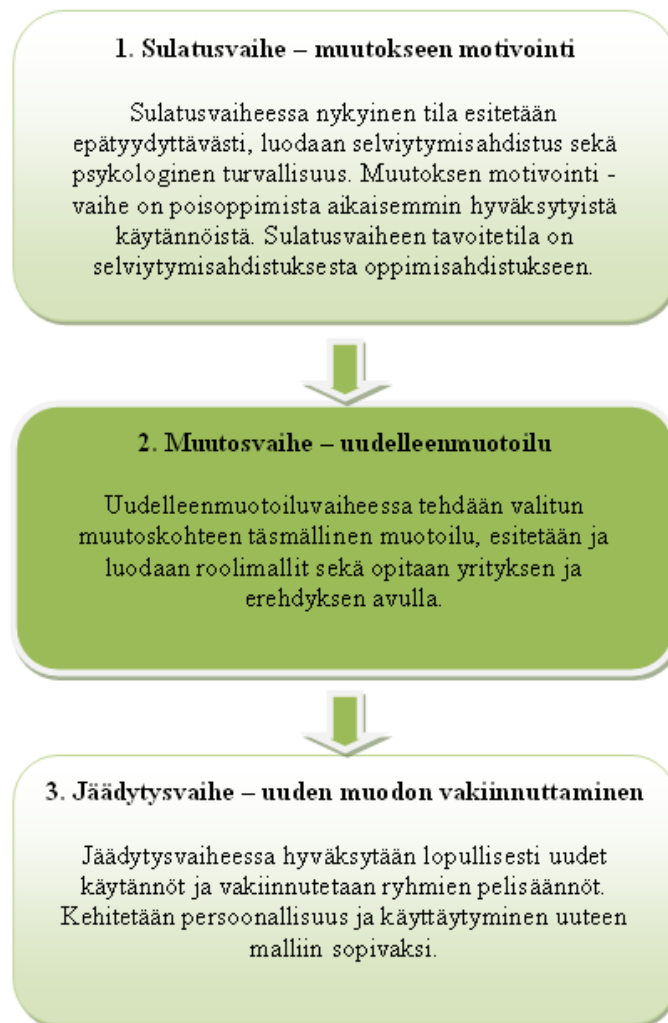 1. Sulatusvaihe – muutokseen motivointi
Sulatusvaiheessa nykyinen tila esitetään
epätyydyttävästi, luodaan selviytymisahdistus sekä
psykologinen turvallisuus. Muutoksen motivointi -
vaihe on poisoppimista aikaisemmin hyväksytyistä
käytännöistä. Sulatusvaiheen tavoitetila on
selviytymisahdistuksesta oppimisahdistukseen.
2. Muutosvaihe – uudelleenmuotoilu
Uudelleenmuotoiluvaiheessa tehdään valitun
muutoskohteen täsmällinen muotoilu, esitetään ja
luodaan roolimallit sekä opitaan yrityksen ja
erehdyksen avulla.
3. Jäädytysvaihe – uuden muodon vakiinnuttaminen
Jäädytysvaiheessa hyväksytään lopullisesti uudet
käytännöt ja vakiinnutetaan ryhmien pelisäännöt.
Kehitetään persoonallisuus ja käyttäytyminen uuteen
malliin sopivaksi.